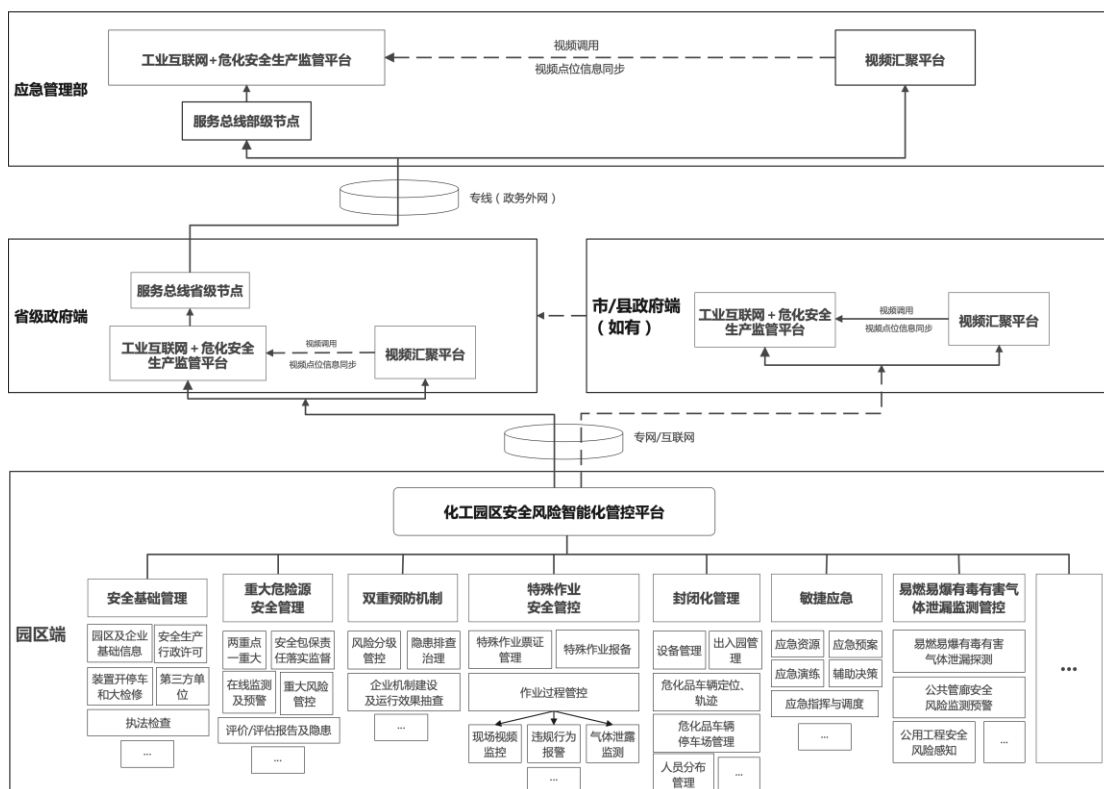 应急管理部
工业互联网+危化安全生产监管平台
视频调用
视频点位信息同步
视频汇聚平台
服务总线部级节点
专线（政务外网）
省级政府端
服务总线省级节点
工业互联网+危化安全
生产监管平台
视频调用
视频点位信息同步
视频汇聚平台
市/县政府端
（如有）
工业互联网+危化安全
生产监管平台
视频调用
视频点位信息同步
视频汇聚平台
专网/互联网
园区端
化工园区安全风险智能化管控平台
安全基础管理
园区及企业
基础信息
安全生产
行政许可
装置开停车
和大检修
第三方单
位
执法检查
...
重大危险源
安全管理
两重点
一重大
安全包保责
任落实监督
在线监测
及预警
重大风险
管控
评价/评估报告及隐患
...
双重预防机制
风险分级
管控
隐患排查
治理
企业机制建设
及运行效果抽查
...
特殊作业
安全管控
特殊作业票证
管理
特殊作业报备
作业过程管控
现场视频
监控
违规行为
报警
气体泄露
监测
...
封闭化管理
设备管理
出入园管
理
危化品车辆定位、
轨迹
危化品车辆
停车场管理
人员分布
管理
...
敏捷应急
应急资源
应急预案
应急演练
辅助决策
应急指挥与调度
...
易燃易爆有毒有害气
体泄漏监测管控
易燃易爆有毒有害
气体泄漏探测
公共管廊安全
风险监测预警
公用工程安全
风险感知
...
...